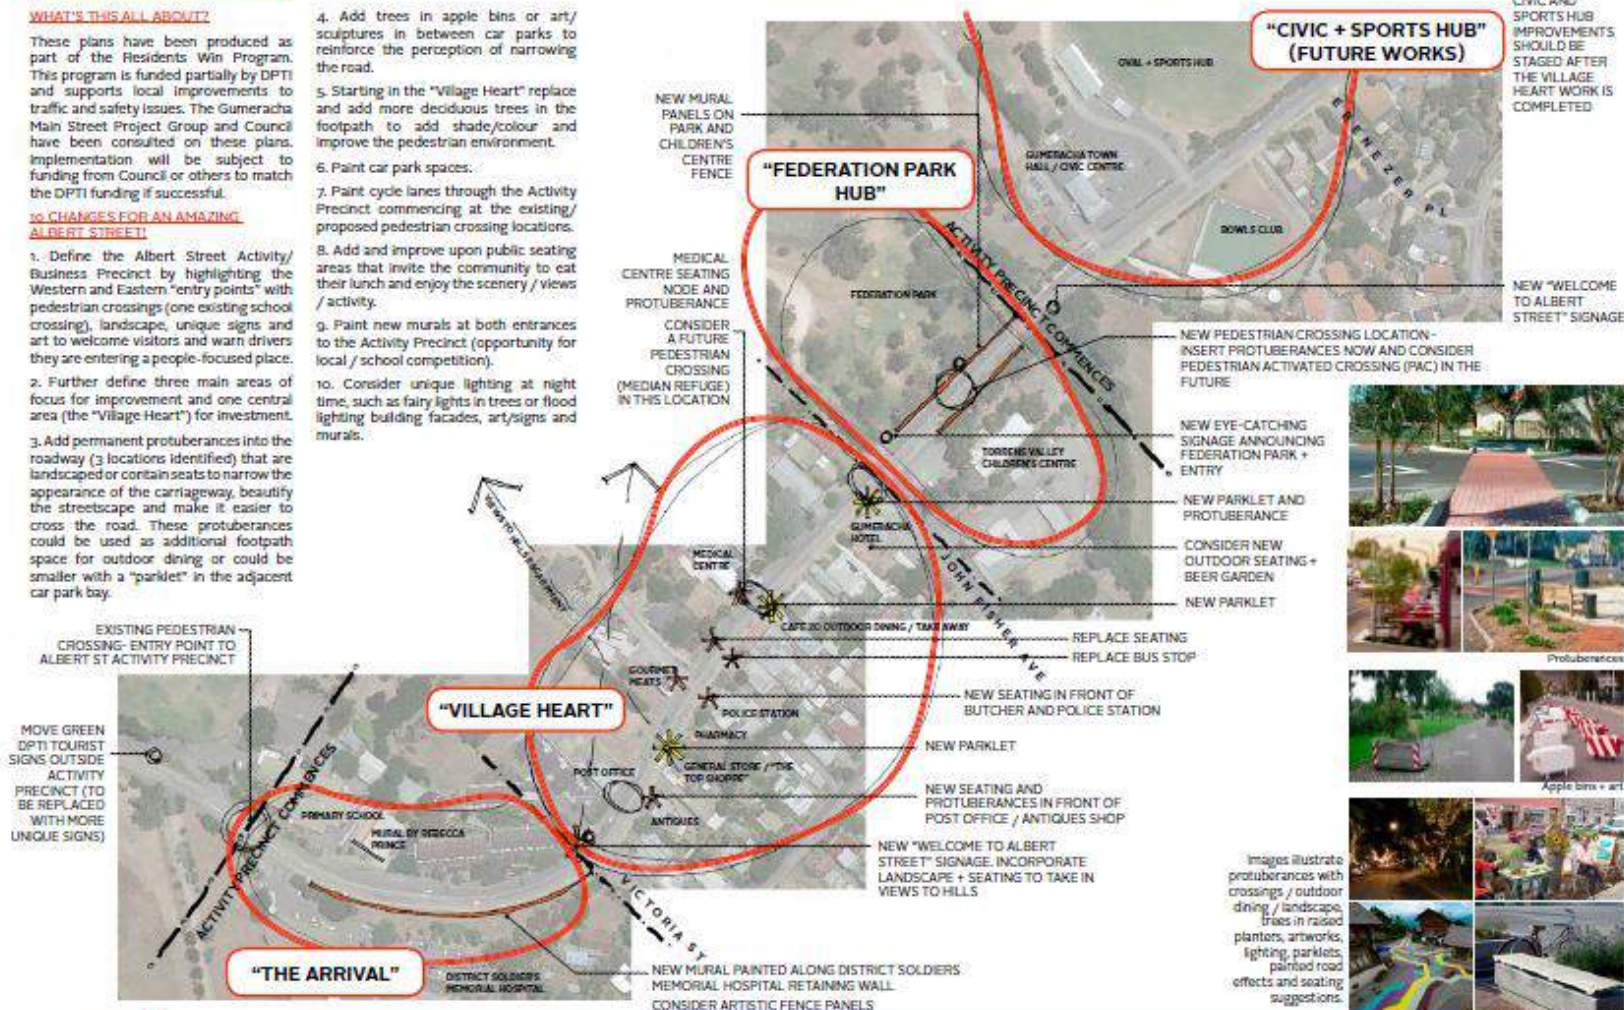 WHAT'S THIS ALL ABOUT?
These plans have been produced as
part of the Residents Win Program.
This program is funded partially by DPTI
and supports local improvements to
traffic and safety issues. The Gumeracha
Main Street Project Group and Council
have been consulted on these plans.
Implementation will be subject to
funding from Council or others to match
the DPTI funding if successful.
10 CHANGES FOR AN AMAZING
ALBERT STREET!
1. Define the Albert Street Activity/
Business Precinct by highlighting the
Western and Eastern "entry points" with
pedestrian crossings (one existing school
crossing), landscape, unique signs and
art to welcome visitors and warn drivers
they are entering a people-focused place.
2. Further define three main areas of
focus for improvement and one central
area (the "Village Heart") for investment.
3. Add permanent protuberances into the
roadway (3 locations identified) that are
landscaped or contain seats to narrow the
appearance of the carriageway, beautify
the streetscape and make it easier to
cross the road. These protuberances
could be used as additional footpath
space for outdoor dining or could be
smaller with a "parklet" in the adjacent
car park bay.
4. Add trees in apple bins or art/
sculptures in between car parks to
reinforce the perception of narrowing
the road.
5. Starting in the "Village Heart" replace
and add more deciduous trees in the
footpath to add shade/colour and
improve the pedestrian environment.
6. Paint car park spaces.
7. Paint cycle lanes through the Activity
Precinct commencing at the existing/
proposed pedestrian crossing locations.
8. Add and improve upon public seating
areas that invite the community to eat
their lunch and enjoy the scenery / views
/ activity.
9. Paint new murals at both entrances
to the Activity Precinct (opportunity for
local / school competition).
10. Consider unique lighting at night
time, such as fairy lights in trees or flood
lighting building facades, art/signs and
murals.
"CIVIC + SPORTS HUB"
(FUTURE WORKS)
CIVIC AND
SPORTS HUB
IMPROVEMENTS
SHOULD BE
STAGED AFTER
THE VILLAGE
HEART WORK IS
COMPLETED
OVAL + SPORTS HUB
EBENEZER PL
GUMERACHA TOWN
HALL / CIVIC CENTRE
BOWLS CLUB
NEW MURAL
PANELS ON
PARK AND
CHILDREN'S
CENTRE
FENCE
"FEDERATION PARK
HUB"
ACTIVITY PRECINCT COMMENCES
FEDERATION PARK
MEDICAL
CENTRE SEATING
NODE AND
PROTUBERANCE
CONSIDER
A FUTURE
PEDESTRIAN
CROSSING
(MEDIAN REFUGE)
IN THIS LOCATION
NEW "WELCOME
TO ALBERT
STREET" SIGNAGE
NEW PEDESTRIAN CROSSING LOCATION-
INSERT PROTUBERANCES NOW AND CONSIDER
PEDESTRIAN ACTIVATED CROSSING (PAC) IN THE
FUTURE
NEW EYE-CATCHING
SIGNAGE ANNOUNCING
FEDERATION PARK +
ENTRY
TORRENS VALLEY
CHILDREN'S CENTRE
NEW PARKLET AND
PROTUBERANCE
GUMERACHA
HOTEL
CONSIDER NEW
OUTDOOR SEATING +
BEER GARDEN
JOHN FISHER AVE
VIEWS TO HILLS ESCARPMENT
MEDICAL
CENTRE
NEW PARKLET
CAFE 20 OUTDOOR DINING / TAKE AWAY
REPLACE SEATING
REPLACE BUS STOP
GOURMET
MEATS
POLICE STATION
NEW SEATING IN FRONT OF
BUTCHER AND POLICE STATION
"VILLAGE HEART"
PHARMACY
NEW PARKLET
POST OFFICE
GENERAL STORE / "THE
TOP SHOPPE"
NEW SEATING AND
PROTUBERANCES IN FRONT OF
POST OFFICE / ANTIQUES SHOP
ANTIQUES
EXISTING PEDESTRIAN
CROSSING- ENTRY POINT TO
ALBERT ST ACTIVITY PRECINCT
MOVE GREEN
DPTI TOURIST
SIGNS OUTSIDE
ACTIVITY
PRECINCT (TO
BE REPLACED
WITH MORE
UNIQUE SIGNS)
ACTIVITY PRECINCT COMMENCES
PRIMARY SCHOOL
MURAL BY REBECCA
PRINCE
NEW "WELCOME TO ALBERT
STREET" SIGNAGE. INCORPORATE
LANDSCAPE + SEATING TO TAKE IN
VIEWS TO HILLS
VICTORIA ST
"THE ARRIVAL"
DISTRICT SOLDIERS
MEMORIAL HOSPITAL
NEW MURAL PAINTED ALONG DISTRICT SOLDIERS
MEMORIAL HOSPITAL RETAINING WALL
CONSIDER ARTISTIC FENCE PANELS
Protuberances
Apple bins + art
Images illustrate
protuberances with
crossings / outdoor
dining / landscape,
trees in raised
planters, artworks,
lighting, parklets,
painted road
effects and seating
suggestions.